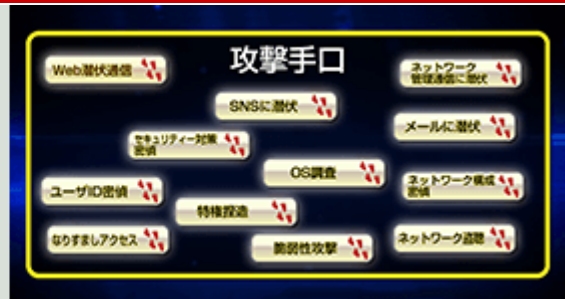 攻撃手口
Web潜伏通信
ネットワーク
管理通信に潜伏
SNSに潜伏
メールに潜伏
セキュリティー対策
密偵
OS調査
ネットワーク構成
密偵
ユーザID密偵
特権捏造
なりすましアクセス
脆弱性攻撃
ネットワーク盗聴